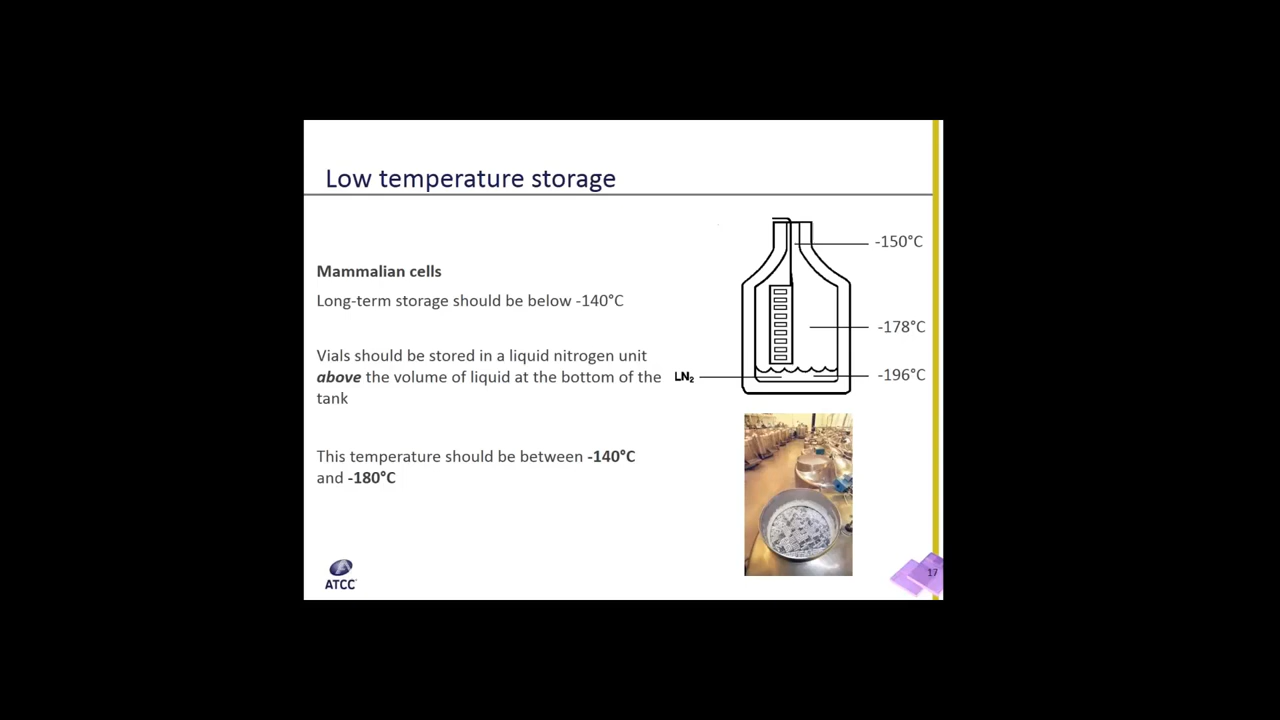 Low temperature storage
-150°C
Mammalian cells
Long-term storage should be below -140°C
-178°C
Vials should be stored in a liquid nitrogen unit
above the volume of liquid at the bottom of the
tank
LN₂
-196°C
This temperature should be between -140°C
and -180°C
ATCC
17